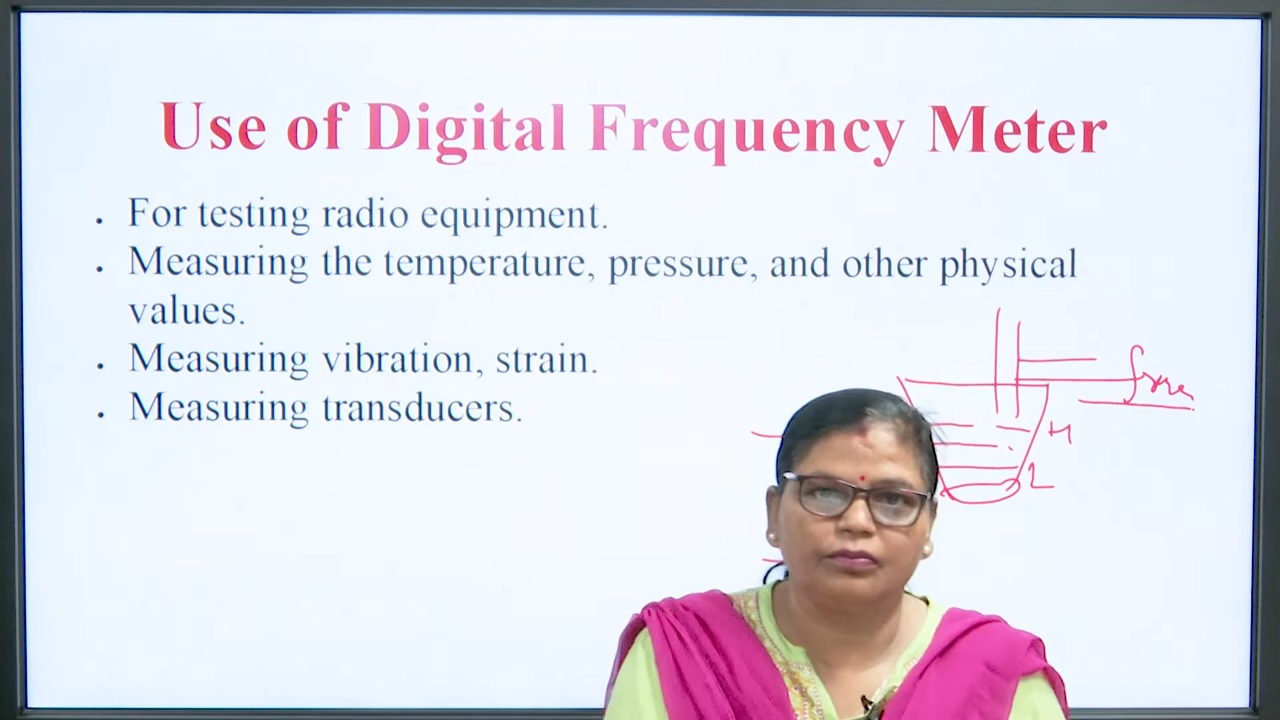 Use of Digital Frequency Meter
. For testing radio equipment.
. Measuring the temperature, pressure, and other physical
values.
. Measuring vibration, strain.
. Measuring transducers.
H
L